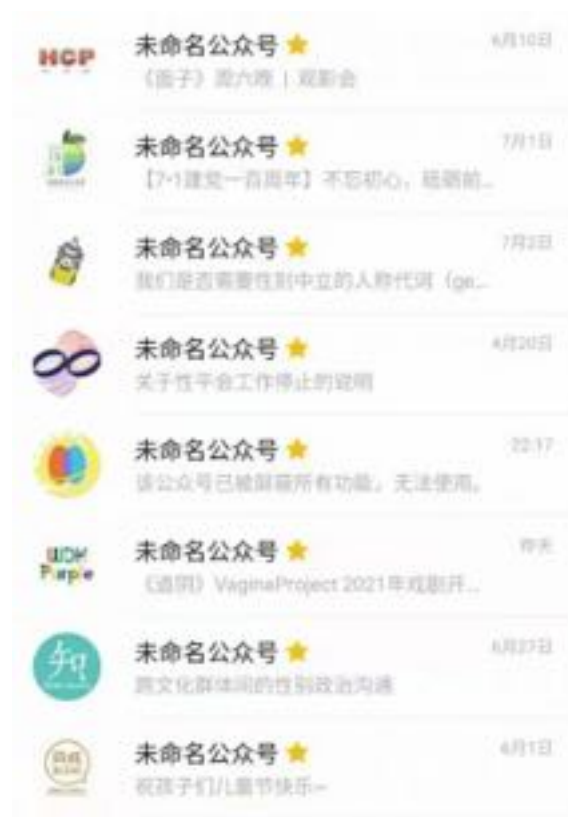 HCP
未命名公众号
6月10日
《面子》周六晚 | 观影会
未命名公众号
7月1日
【7·1建党一百周年】不忘初心，砥砺前...
未命名公众号
7月2日
我们是否需要性别中立的人称代词（ge...
未命名公众号
4月20日
关于性平会工作停止的说明
未命名公众号
22:17
该公众号已被屏蔽所有功能，无法使用。
WDH
Purple
未命名公众号
昨天
《道阴》VaginaProject 2021年戏剧开...
知
未命名公众号
6月27日
跨文化群体间的性别政治沟通
未命名公众号
6月1日
祝孩子们儿童节快乐~